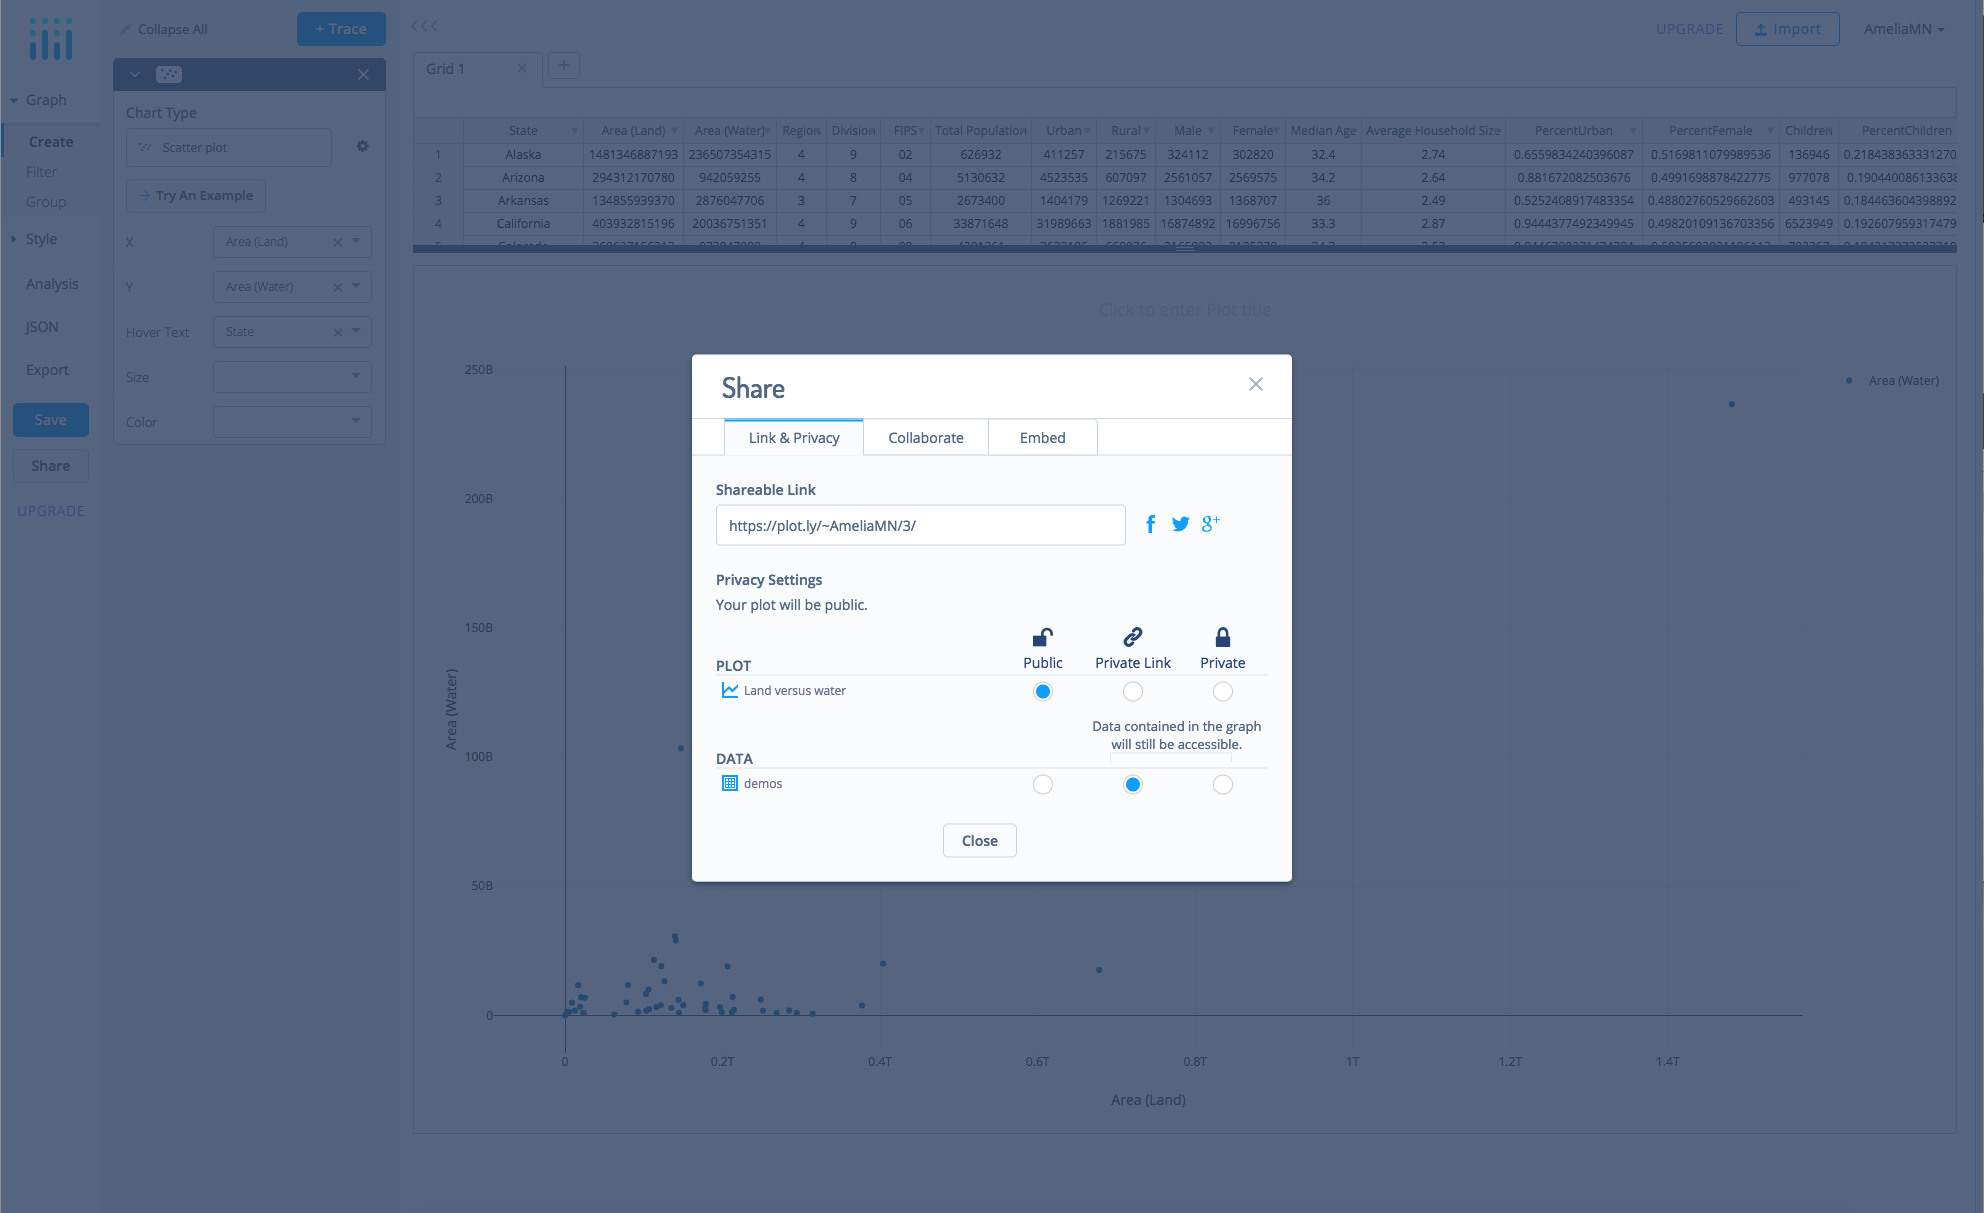 Collapse All
+ Trace
UPGRADE
Import
AmeliaMN
Grid 1
+
Graph
Create
Filter
Group
Style
Analysis
JSON
Export
Save
Share
UPGRADE
Chart Type
Scatter plot
Try An Example
X Area (Land)
Y Area (Water)
Hover Text State
Size
Color
State Area (Land) Area (Water) Region Division FIPS Total Population Urban Rural Male Female Median Age Average Household Size PercentUrban PercentFemale Children PercentChildren
1 Alaska 1481346887193 236507354315 4 9 02 626932 411257 215675 324112 302820 32.4 2.74 0.6559834240396087 0.5169811079989536 136946 0.218438363331270
2 Arizona 294312170780 942059255 4 8 04 5130632 4523535 607097 2561057 2569575 34.2 2.64 0.881672082503676 0.4991698878422775 977078 0.190440086133638
3 Arkansas 134855939370 2876047706 3 7 05 2673400 1404179 1269221 1304693 1368707 36 2.49 0.5252408917483354 0.48802760529662603 493145 0.184463604398892
4 California 403932815196 20036751351 4 9 06 33871648 31989663 1881985 16874892 16996756 33.3 2.87 0.9444377492349945 0.49820109136703356 6523949 0.192607959317479
Click to enter Plot title
250B
200B
150B
100B
50B
0
Area (Water)
Area (Water)
0 0.2T 0.4T 0.6T 0.8T 1T 1.2T 1.4T
Area (Land)
Share
Link & Privacy Collaborate Embed
Shareable Link
https://plot.ly/~AmeliaMN/3/
f g+
Privacy Settings
Your plot will be public.
Public Private Link Private
PLOT
Land versus water
Data contained in the graph
will still be accessible.
DATA
demos
Close